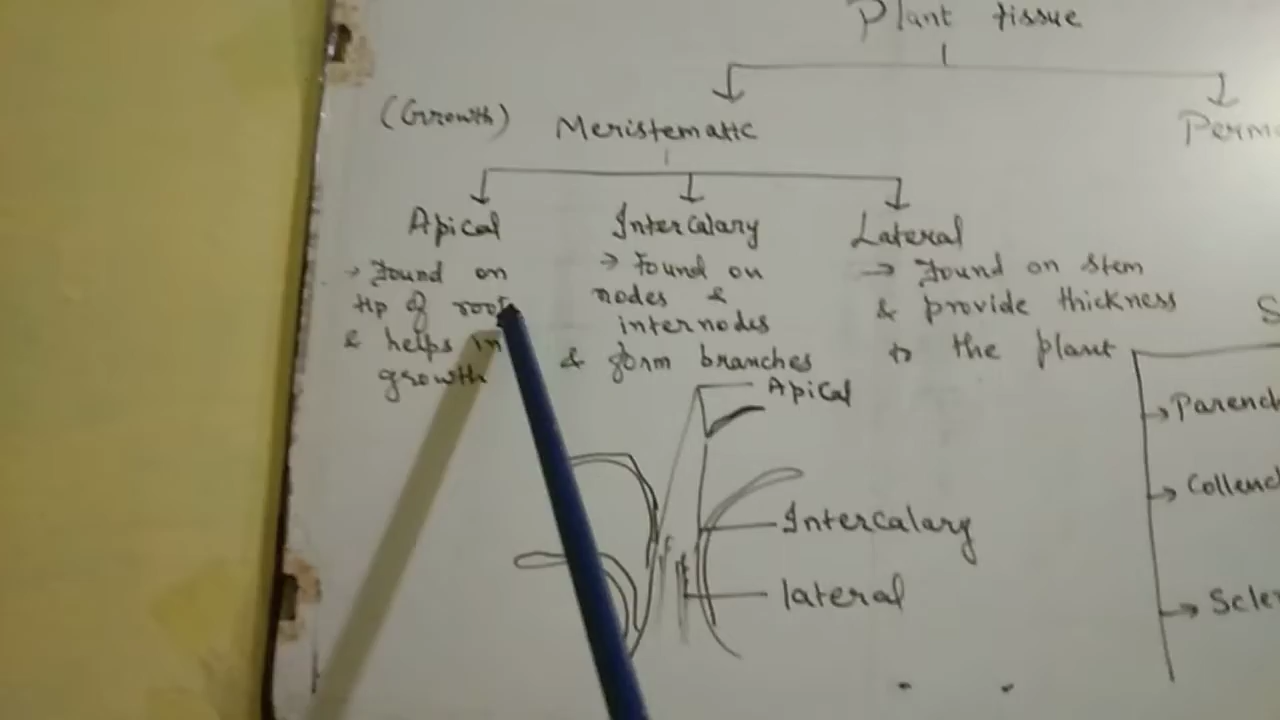 Plant tissue
(Growth) Meristematic
Apical
→ Found on
tip of root
& helps in
growth
Intercalary
→ Found on
nodes &
internodes
& form branches
Lateral
→ Found on stem
& provide thickness
to the plant
Apical
Intercalary
lateral